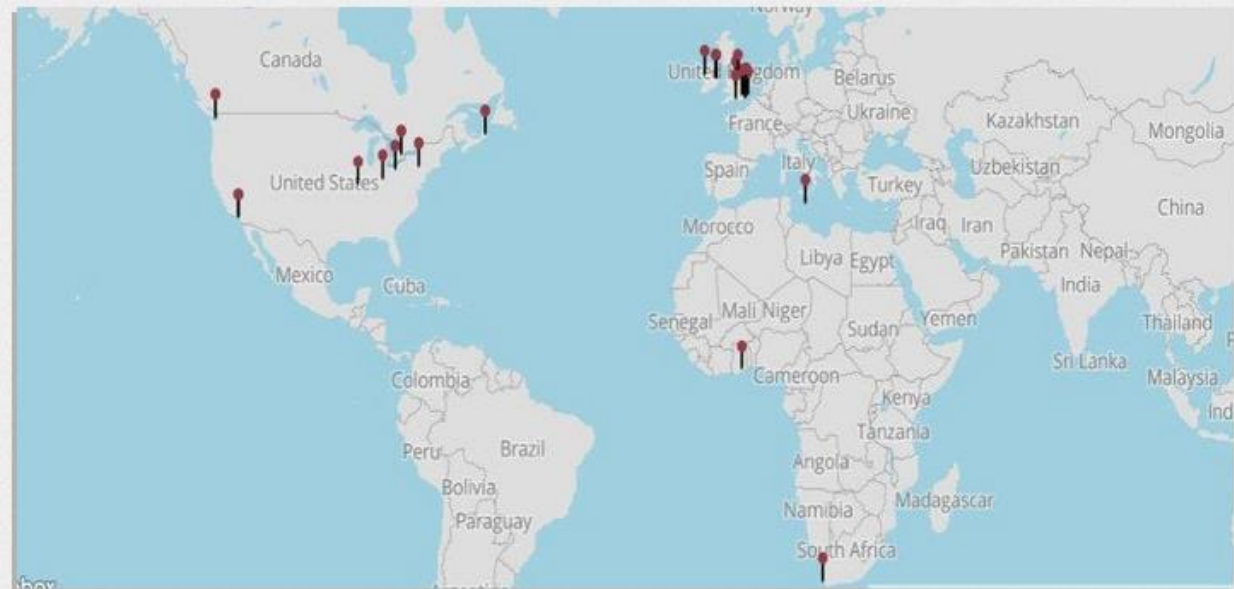 Norway
Canada
United Kingdom
Belarus
Ukraine
France
Kazakhstan
Mongolia
Italy
Uzbekistan
Spain
United States
Turkey
China
Morocco
Iraq
Iran
Pakistan
Nepal
Libya
Egypt
Mexico
Cuba
India
Mali
Niger
Senegal
Sudan
Yemen
Thailand
Sri Lanka
Cameroon
Malaysia
Colombia
Kenya
Ind
Tanzania
Peru
Brazil
Angola
Bolivia
Madagascar
Namibia
Paraguay
South Africa